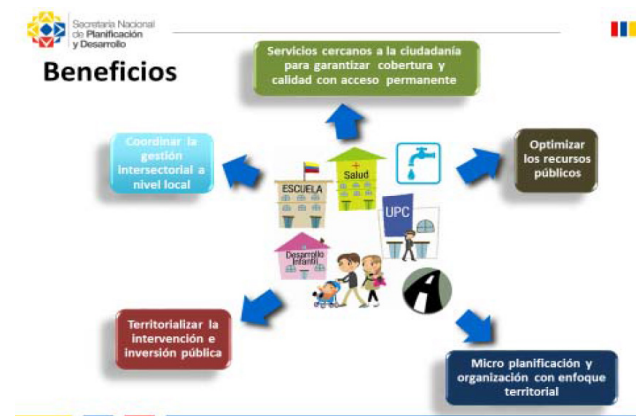 Secretaría Nacional
de Planificación
y Desarrollo
Beneficios
Servicios cercanos a la ciudadanía
para garantizar cobertura y
calidad con acceso permanente
Coordinar la
gestión
intersectorial a
nivel local
Optimizar
los recursos
públicos
ESCUELA
Salud
UPC
Desarrollo
Infantil
Territorializar la
intervención e
inversión pública
Micro planificación y
organización con enfoque
territorial